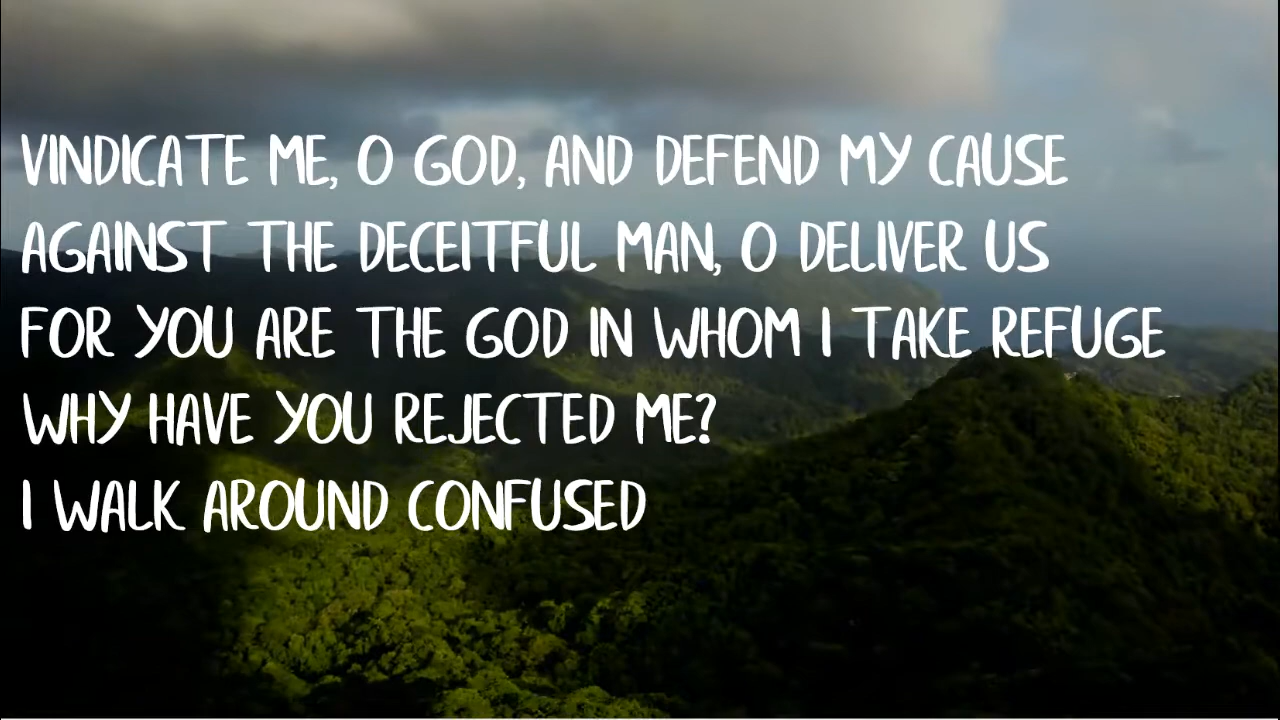 VINDICATE ME, O GOD, AND DEFEND MY CAUSE
AGAINST THE DECEITFUL MAN, O DELIVER US
FOR YOU ARE THE GOD IN WHOM I TAKE REFUGE
WHY HAVE YOU REJECTED ME?
I WALK AROUND CONFUSED